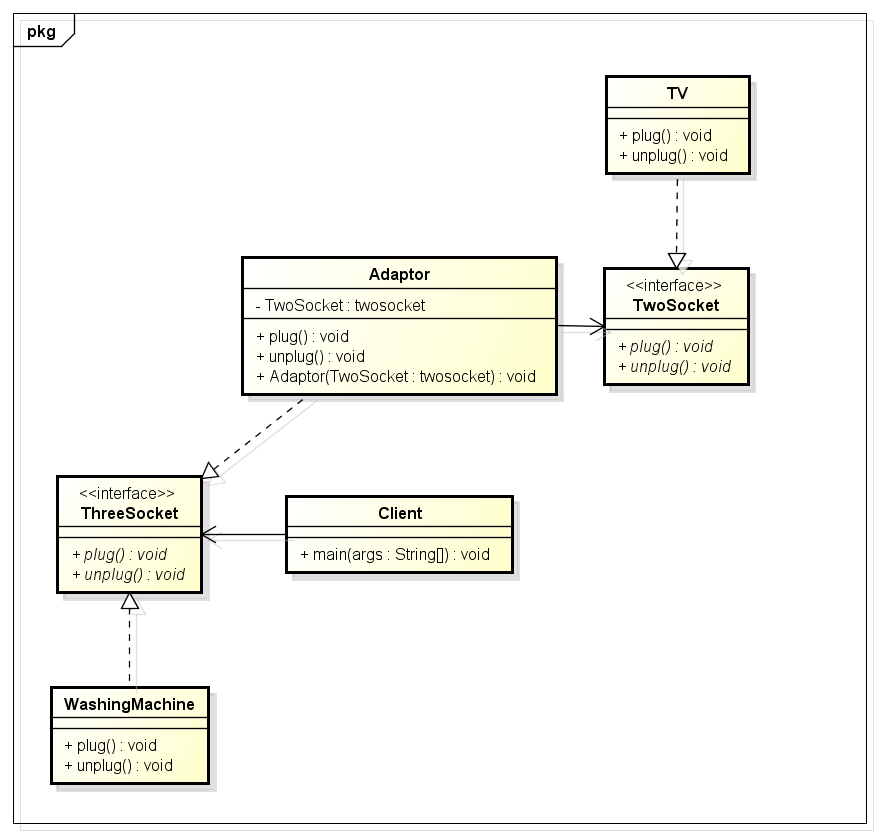 pkg
TV
+ plug() : void
+ unplug() : void
Adaptor
- TwoSocket : twosocket
+ plug() : void
+ unplug() : void
+ Adaptor(TwoSocket : twosocket) : void
<<interface>>
TwoSocket
+ plug() : void
+ unplug() : void
<<interface>>
ThreeSocket
+ plug() : void
+ unplug() : void
Client
+ main(args : String[]) : void
WashingMachine
+ plug() : void
+ unplug() : void